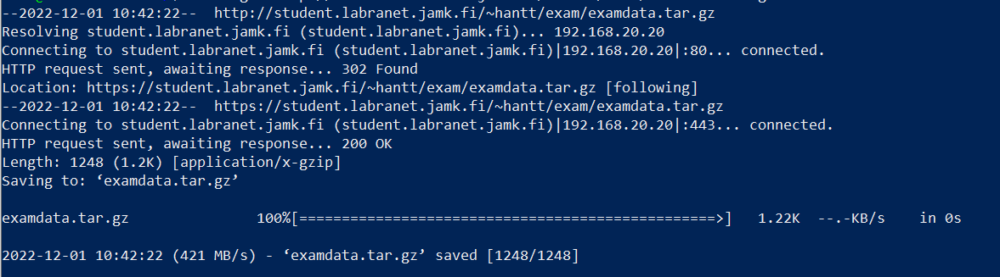 --2022-12-01 10:42:22--  http://student.labranet.jamk.fi/~hantt/exam/examdata.tar.gz
Resolving student.labranet.jamk.fi (student.labranet.jamk.fi)... 192.168.20.20
Connecting to student.labranet.jamk.fi (student.labranet.jamk.fi)|192.168.20.20|:80... connected.
HTTP request sent, awaiting response... 302 Found
Location: https://student.labranet.jamk.fi/~hantt/exam/examdata.tar.gz [following]
--2022-12-01 10:42:22--  https://student.labranet.jamk.fi/~hantt/exam/examdata.tar.gz
Connecting to student.labranet.jamk.fi (student.labranet.jamk.fi)|192.168.20.20|:443... connected.
HTTP request sent, awaiting response... 200 OK
Length: 1248 (1.2K) [application/x-gzip]
Saving to: ‘examdata.tar.gz’
examdata.tar.gz               100%[=================================================>]   1.22K  --.-KB/s    in 0s
2022-12-01 10:42:22 (421 MB/s) - ‘examdata.tar.gz’ saved [1248/1248]